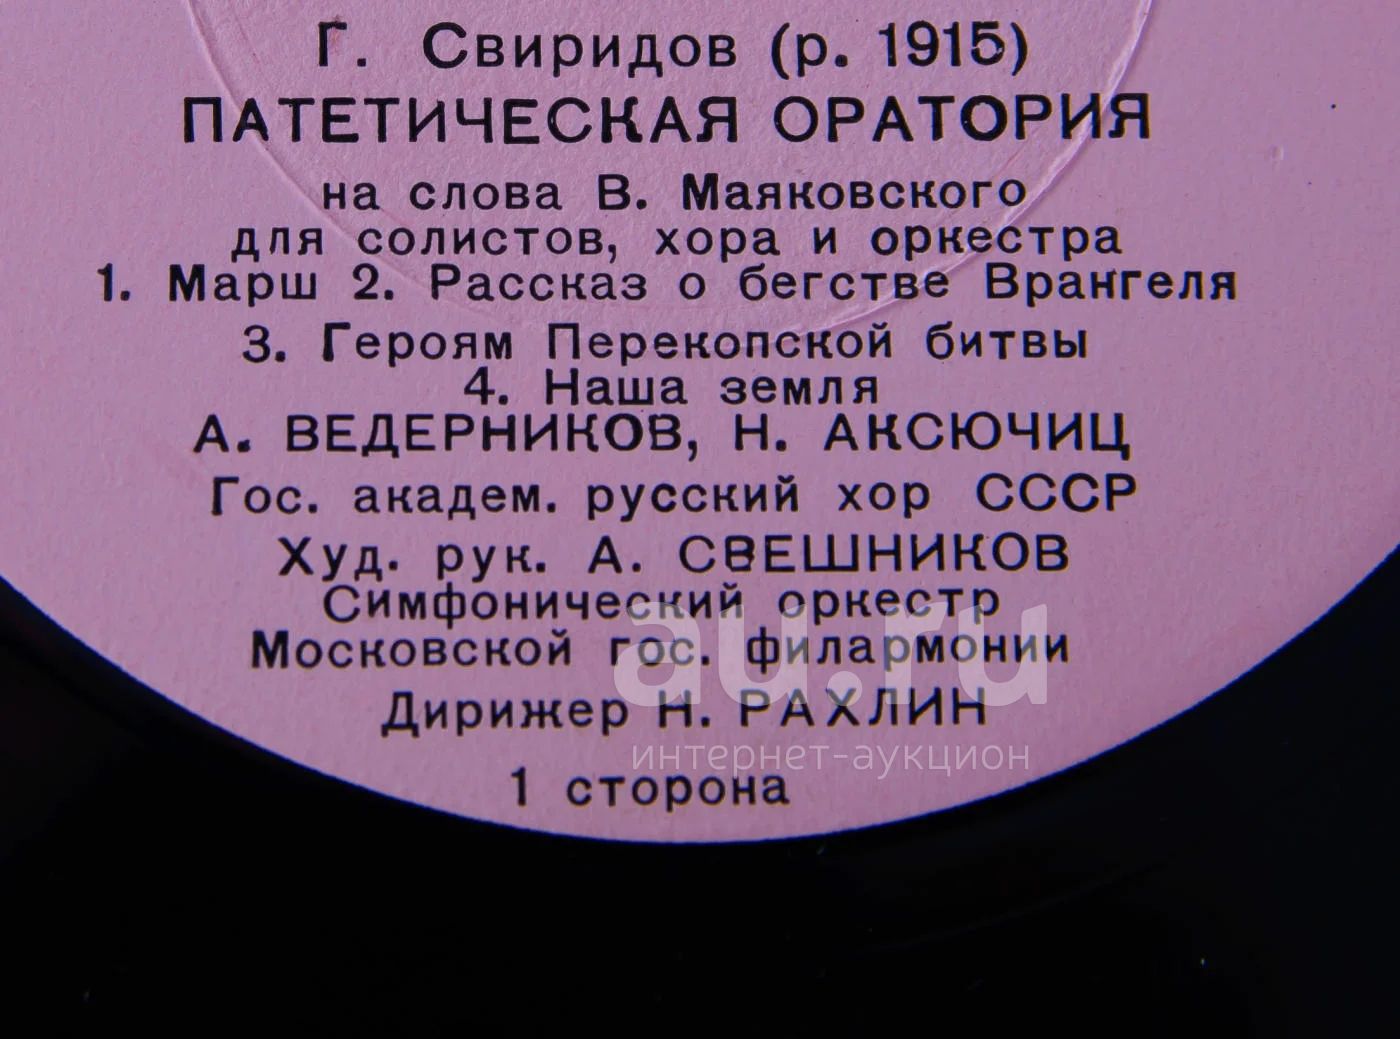 Г. Свиридов (р. 1915)
ПАТЕТИЧЕСКАЯ ОРАТОРИЯ
на слова В. Маяковского
для солистов, хора и оркестра
1. Марш 2. Рассказ о бегстве Врангеля
3. Героям Перекопской битвы
4. Наша земля
А. ВЕДЕРНИКОВ, Н. АКСЮЧИЦ
Гос. академ. русский хор СССР
Худ. рук. А. СВЕШНИКОВ
Симфонический оркестр
Московской гос. филармонии
Дирижер Н. РАХЛИН
1 сторона
au.ru
интернет-аукцион